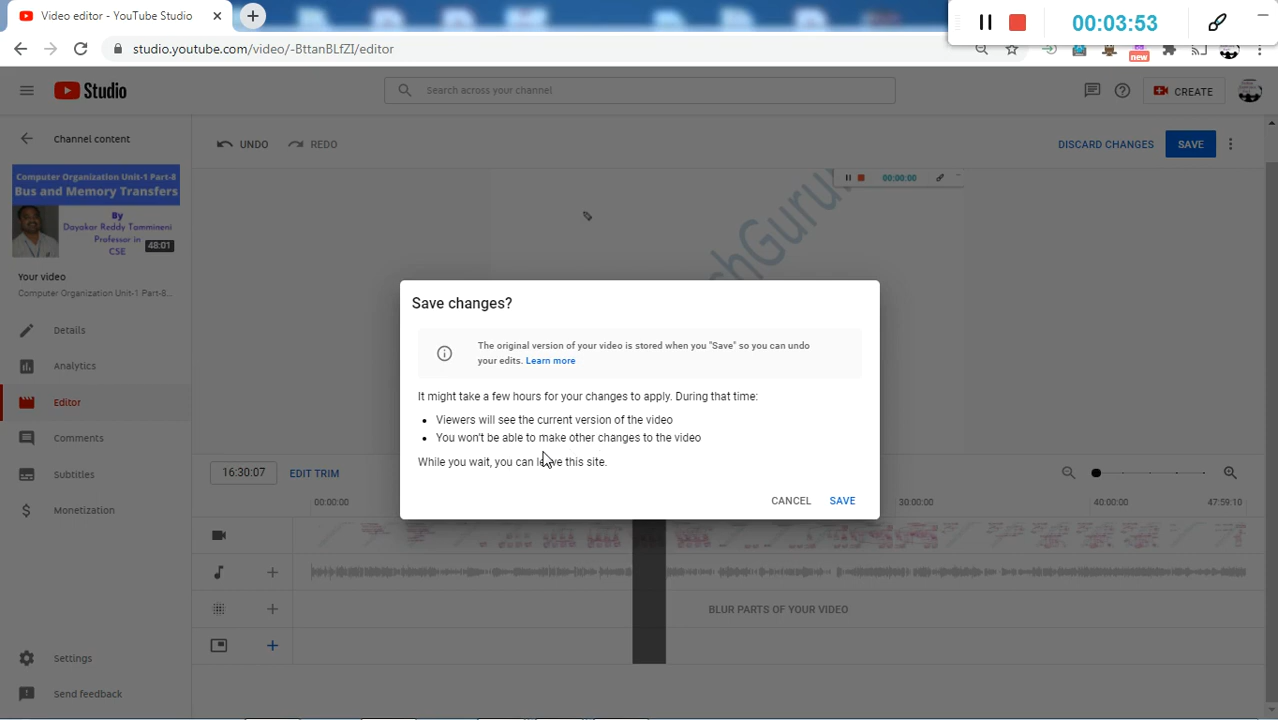 Video editor - YouTube Studio
00:03:53
studio.youtube.com/video/-BttanBLfZI/editor
new
Studio
Search across your channel
CREATE
Channel content
UNDO
REDO
DISCARD CHANGES
SAVE
Computer Organization Unit-1 Part-8
Bus and Memory Transfers
By
Dayakar Reddy Tammineni
Professor in
CSE
48:01
00:00:00
chGuru
Your video
Computer Organization Unit-1 Part-8...
Details
Analytics
Editor
Comments
Subtitles
Monetization
Settings
Send feedback
Save changes?
The original version of your video is stored when you "Save" so you can undo
your edits. Learn more
It might take a few hours for your changes to apply. During that time:
• Viewers will see the current version of the video
• You won't be able to make other changes to the video
While you wait, you can leave this site.
CANCEL
SAVE
16:30:07
EDIT TRIM
00:00:00
30:00:00
40:00:00
47:59:10
BLUR PARTS OF YOUR VIDEO